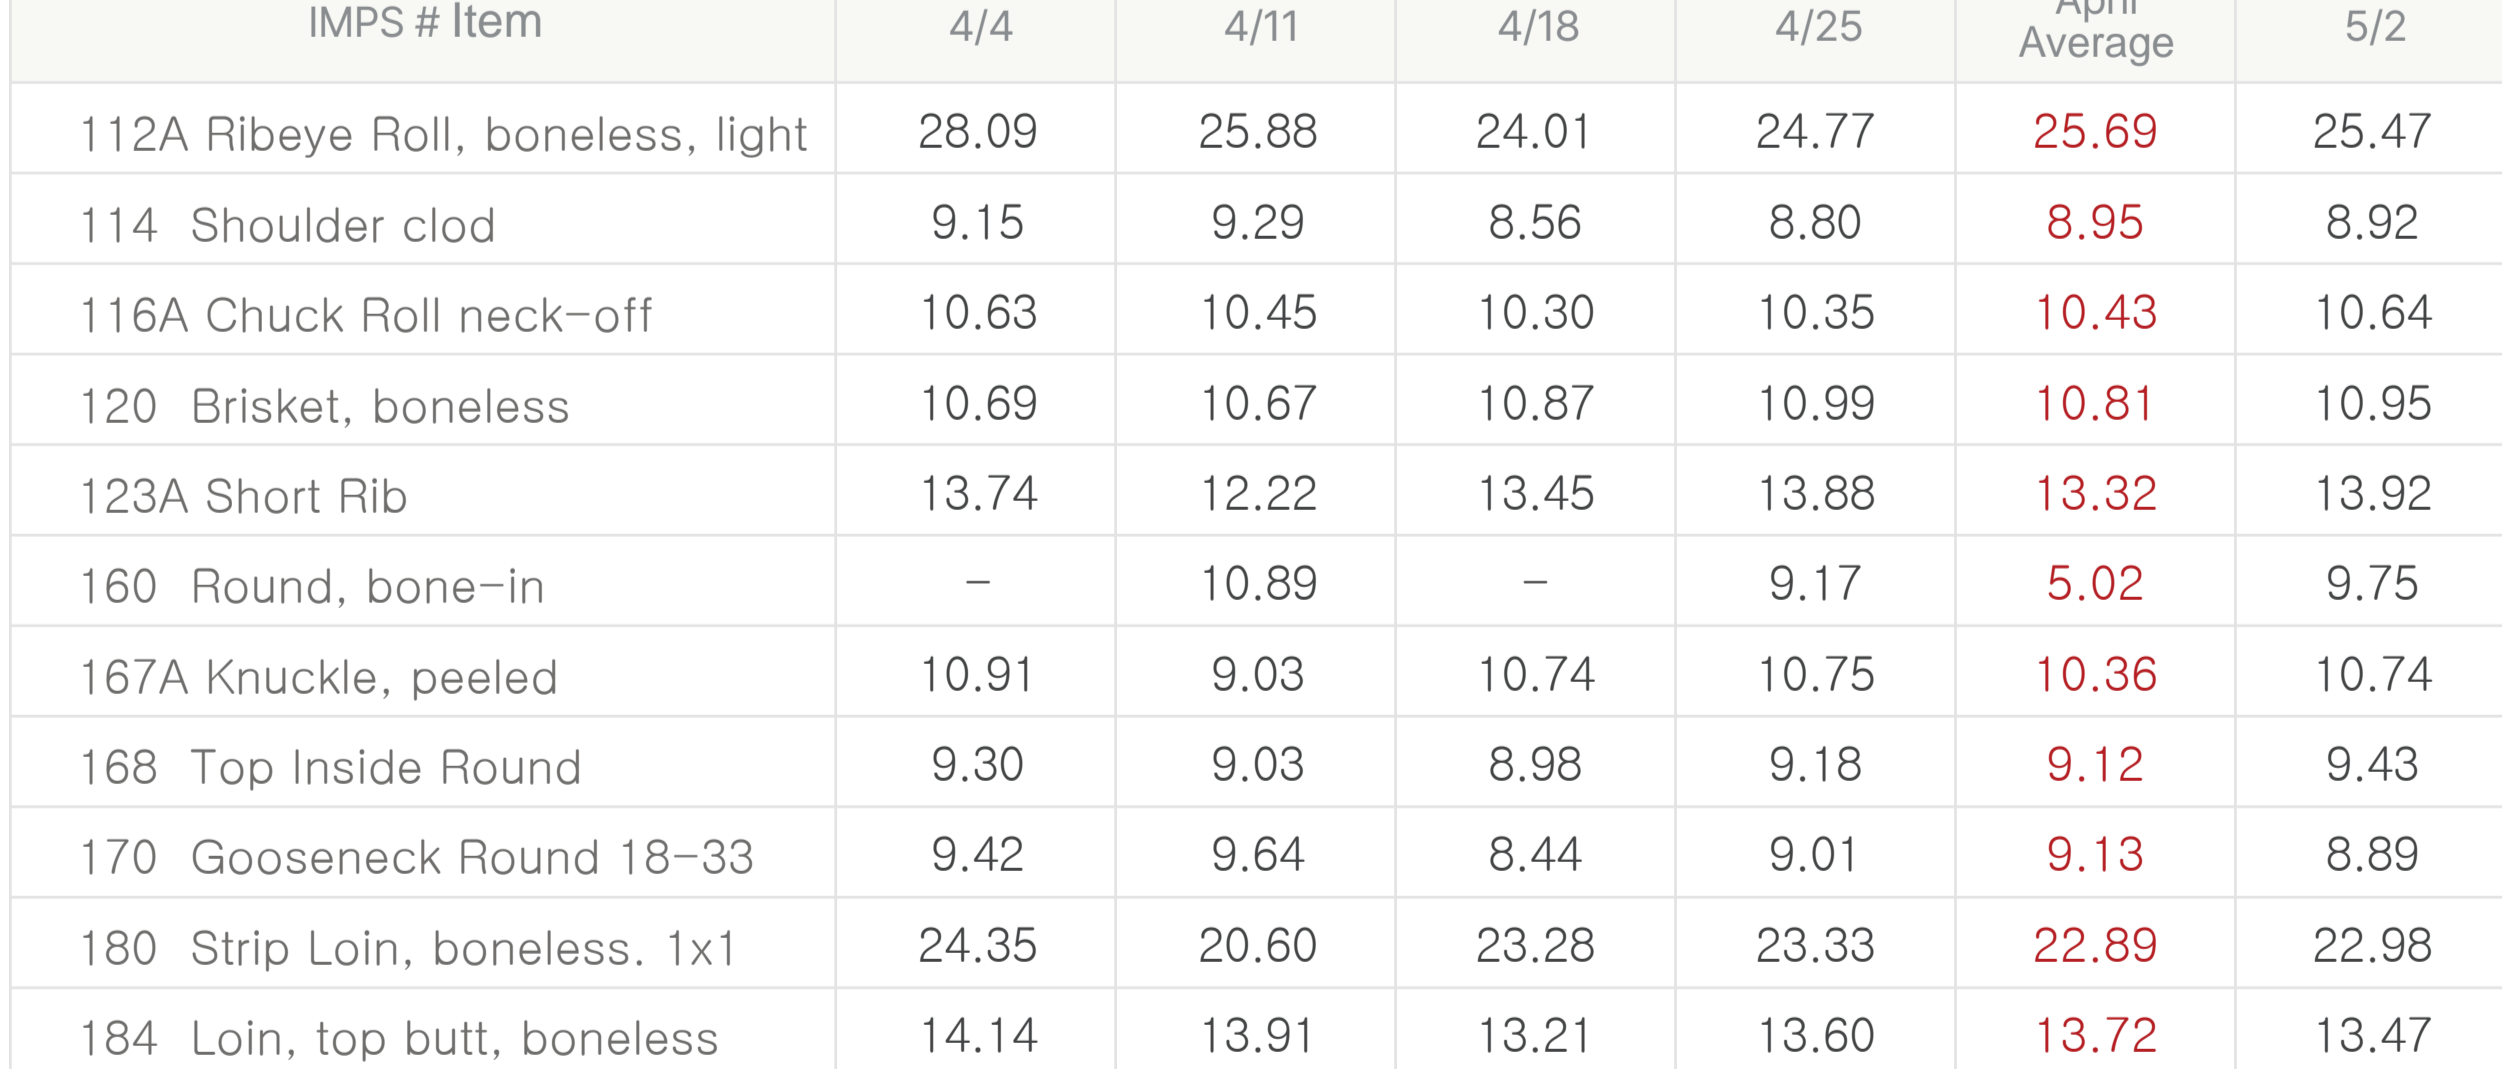 IMPS # Item 4/4 4/11 4/18 4/25 April Average 5/2
112A Ribeye Roll, boneless, light 28.09 25.88 24.01 24.77 25.69 25.47
114 Shoulder clod 9.15 9.29 8.56 8.80 8.95 8.92
116A Chuck Roll neck-off 10.63 10.45 10.30 10.35 10.43 10.64
120 Brisket, boneless 10.69 10.67 10.87 10.99 10.81 10.95
123A Short Rib 13.74 12.22 13.45 13.88 13.32 13.92
160 Round, bone-in - 10.89 - 9.17 5.02 9.75
167A Knuckle, peeled 10.91 9.03 10.74 10.75 10.36 10.74
168 Top Inside Round 9.30 9.03 8.98 9.18 9.12 9.43
170 Gooseneck Round 18-33 9.42 9.64 8.44 9.01 9.13 8.89
180 Strip Loin, boneless. 1x1 24.35 20.60 23.28 23.33 22.89 22.98
184 Loin, top butt, boneless 14.14 13.91 13.21 13.60 13.72 13.47